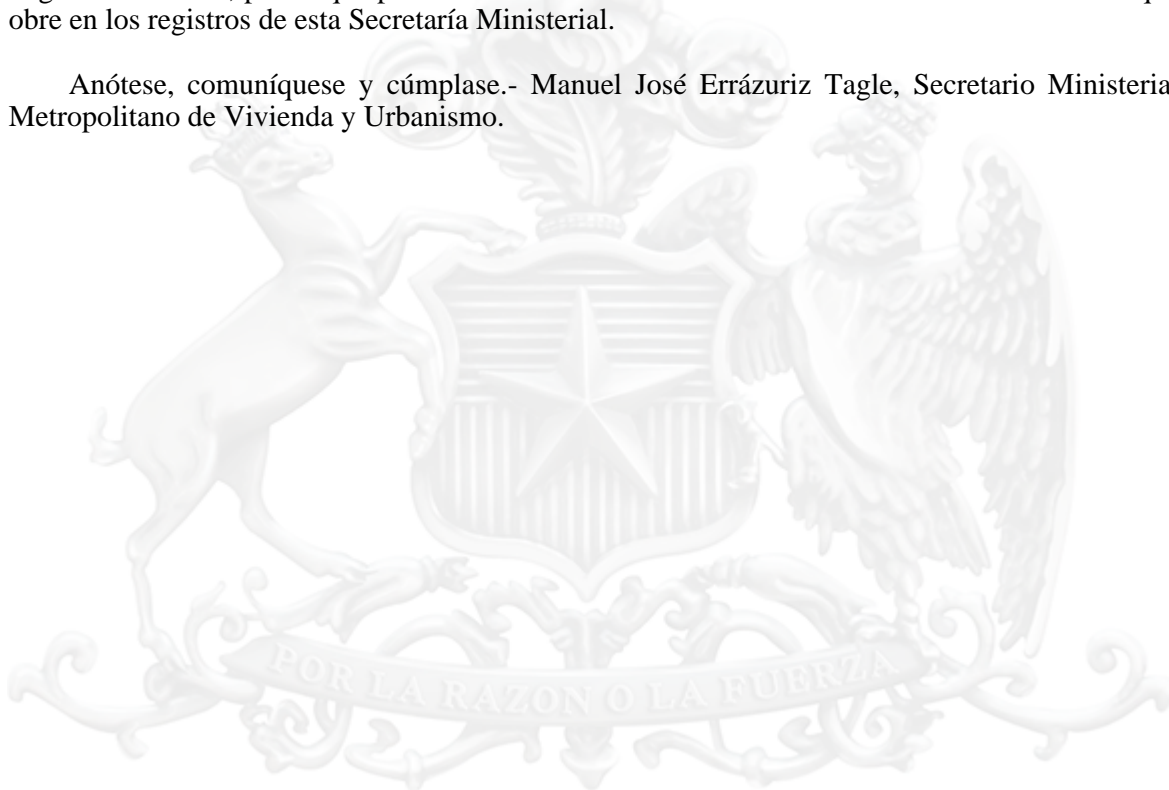 obre en los registros de esta Secretaría Ministerial.
Anótese, comuníquese y cúmplase.- Manuel José Errázuriz Tagle, Secretario Ministeria
Metropolitano de Vivienda y Urbanismo.
POR LA RAZON O LA FUERZA